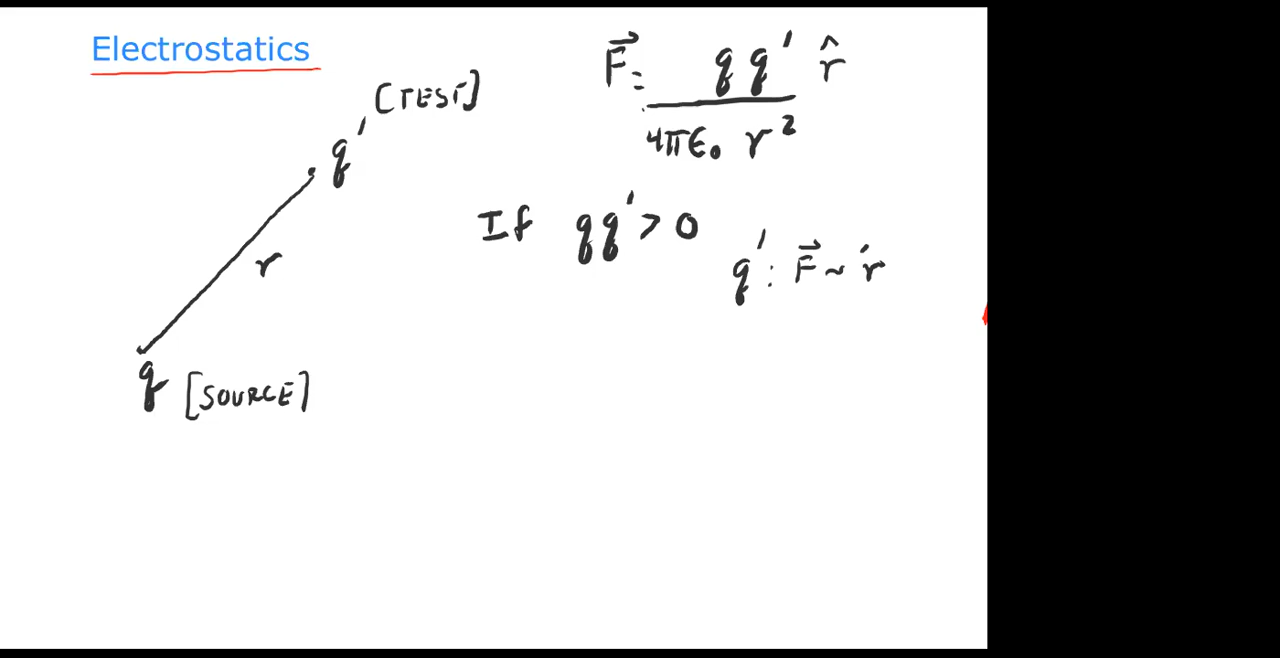 Electrostatics
F⃗ = qq' r̂
4πε₀ r²
[TEST]
q'
If qq' > 0
q' : F⃗ ~ r̂
r
q [SOURCE]